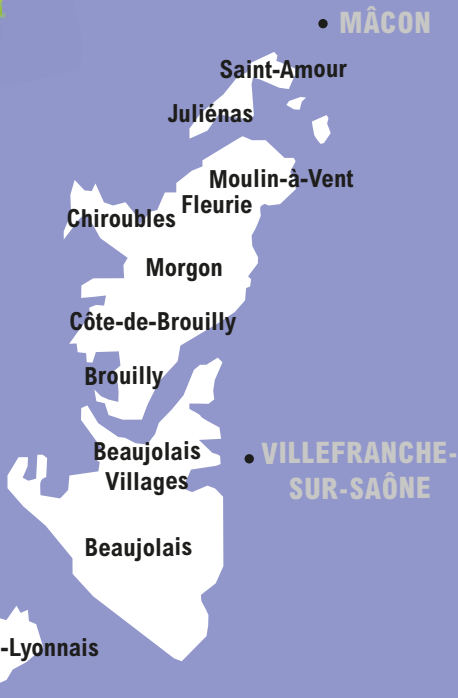 MÂCON
Saint-Amour
Juliénas
Moulin-à-Vent
Fleurie
Chiroubles
Morgon
Côte-de-Brouilly
Brouilly
Beaujolais
Villages
VILLEFRANCHE-
SUR-SAÔNE
Beaujolais
-Lyonnais